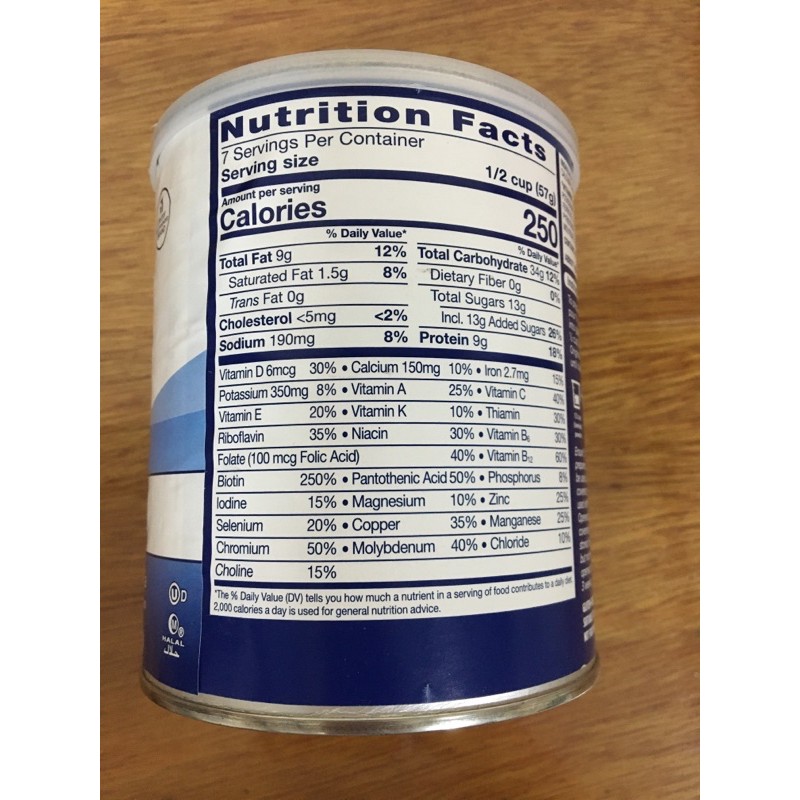 Nutrition Facts
7 Servings Per Container
Serving size 1/2 cup (57g)
Amount per serving
Calories 250
% Daily Value* % Daily Value*
Total Fat 9g 12% Total Carbohydrate 34g 12%
Saturated Fat 1.5g 8% Dietary Fiber 0g 0%
Trans Fat 0g Total Sugars 13g
Cholesterol <5mg <2% Incl. 13g Added Sugars 26%
Sodium 190mg 8% Protein 9g 18%
Vitamin D 6mcg 30% • Calcium 150mg 10% • Iron 2.7mg 15%
Potassium 350mg 8% • Vitamin A 25% • Vitamin C 40%
Vitamin E 20% • Vitamin K 10% • Thiamin 30%
Riboflavin 35% • Niacin 30% • Vitamin B6 30%
Folate (100 mcg Folic Acid) 40% • Vitamin B12 60%
Biotin 250% • Pantothenic Acid 50% • Phosphorus 8%
Iodine 15% • Magnesium 10% • Zinc 25%
Selenium 20% • Copper 35% • Manganese 25%
Chromium 50% • Molybdenum 40% • Chloride 10%
Choline 15%
*The % Daily Value (DV) tells you how much a nutrient in a serving of food contributes to a daily diet.
2,000 calories a day is used for general nutrition advice.
U D
M
HALAL